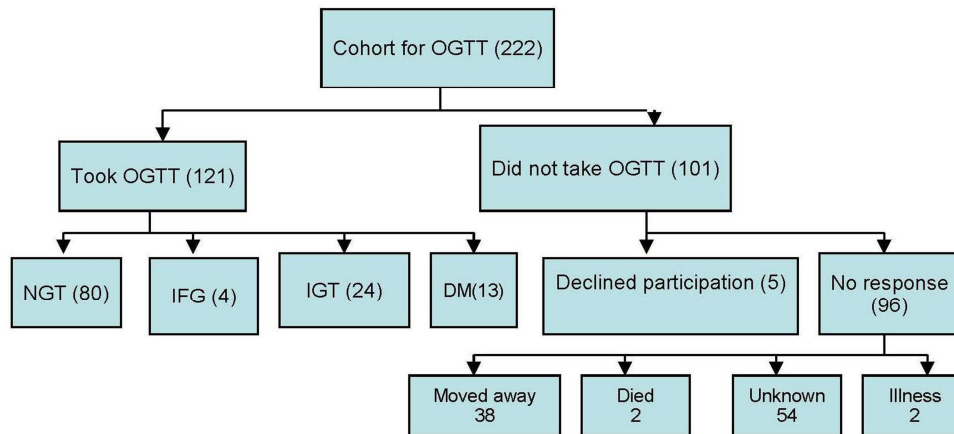 Cohort for OGTT (222)
Took OGTT (121)
Did not take OGTT (101)
NGT (80)
IFG (4)
IGT (24)
DM(13)
Declined participation (5)
No response
(96)
Moved away
38
Died
2
Unknown
54
Illness
2